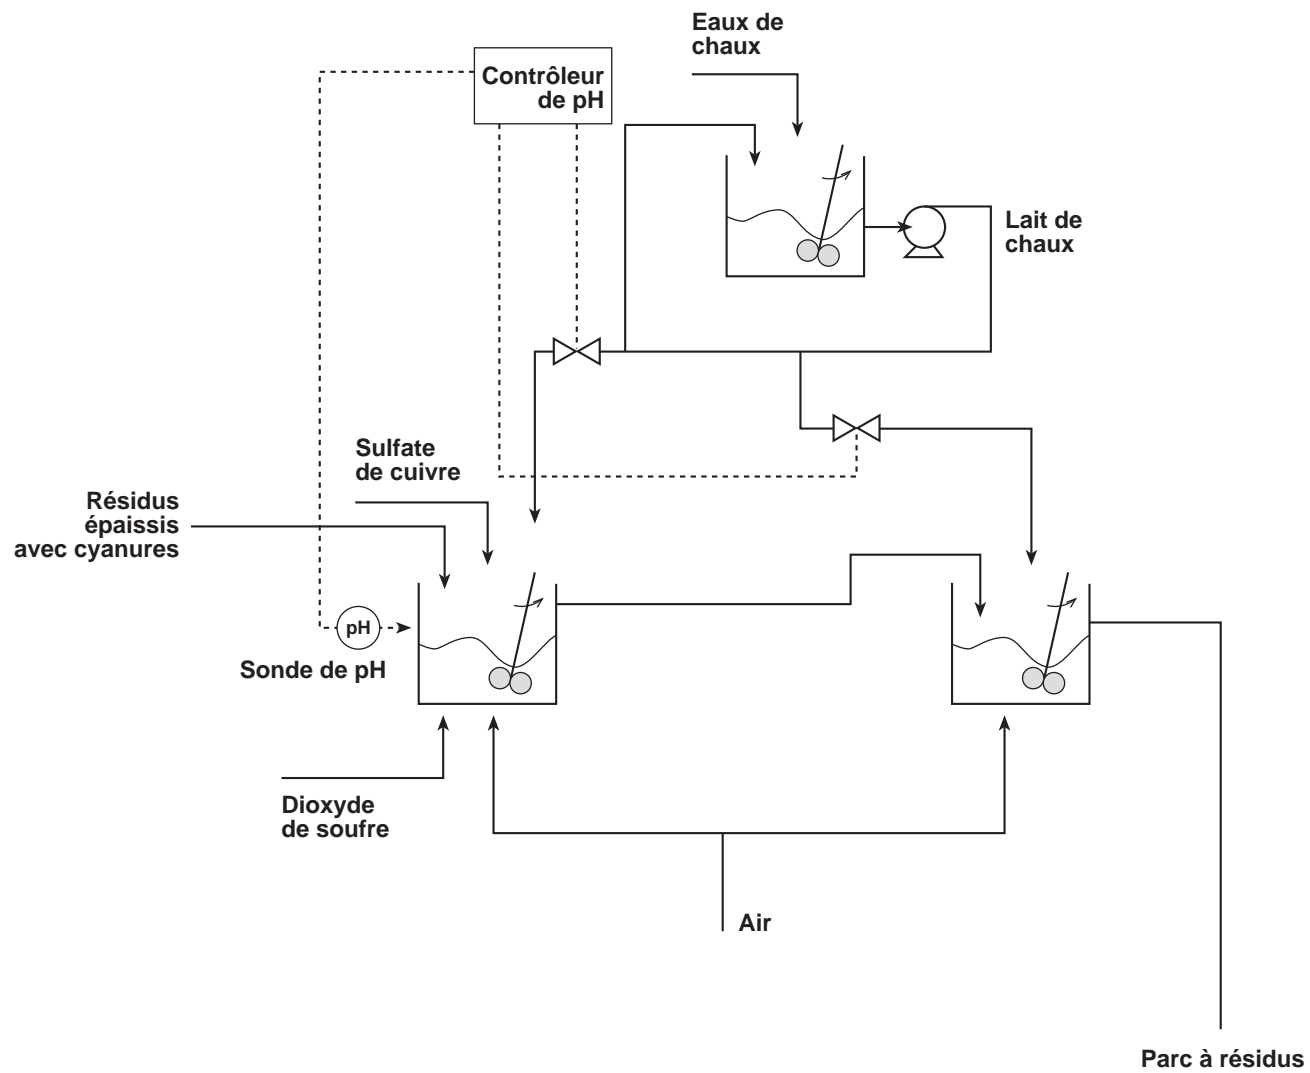 Eaux de
chaux
Contrôleur
de pH
Lait de
chaux
Sulfate
de cuivre
Résidus
épaissis
avec cyanures
pH
Sonde de pH
Dioxyde
de soufre
Air
Parc à résidus